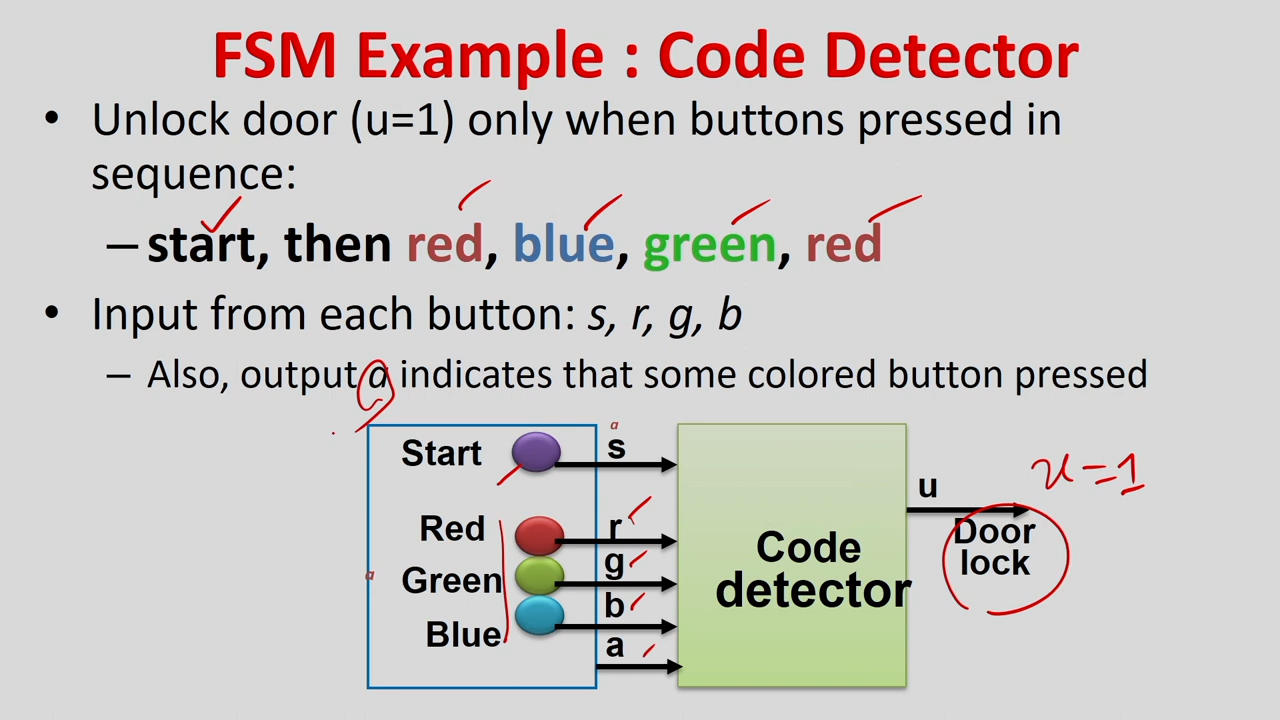 FSM Example : Code Detector
• Unlock door (u=1) only when buttons pressed in
sequence:
–start, then red, blue, green, red
• Input from each button: s, r, g, b
– Also, output a indicates that some colored button pressed
a
Start
s
Red
r
Green
a
g
Blue
b
a
Code
detector
u
Door
lock
u=1